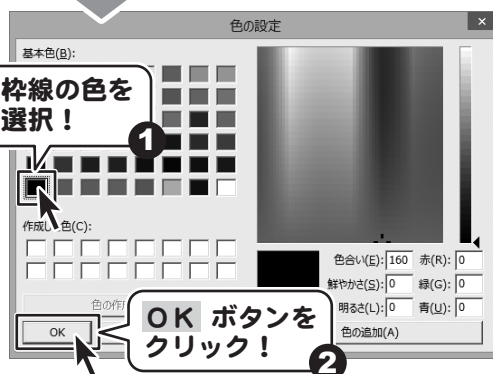 色の設定
基本色(B):
枠線の色を
選択！
1
作成した色(C):
色合い(E): 160 赤(R): 0
鮮やかさ(S): 0 緑(G): 0
明るさ(L): 0 青(U): 0
OK
色の追加(A)
OK ボタンを
クリック！
2